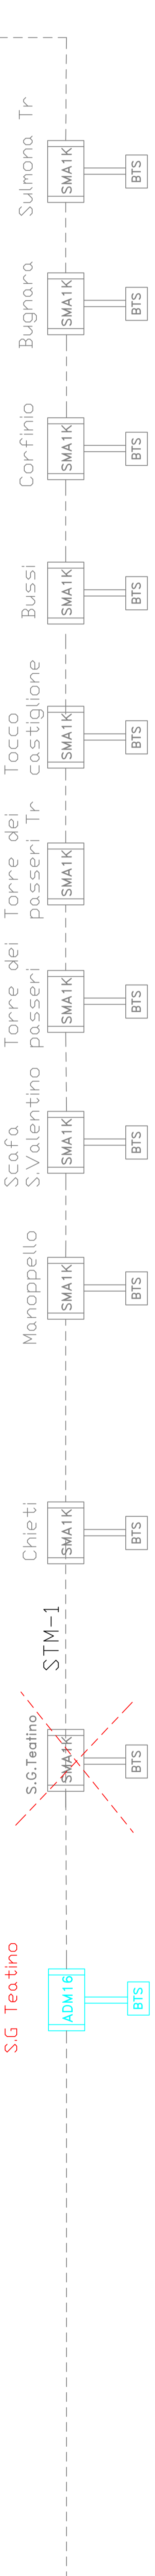 Sulmona Tr
SMA1K
BTS
Bugnara
SMA1K
BTS
Corfinio
SMA1K
BTS
Bussi
SMA1K
BTS
Tocco
castiglione
SMA1K
BTS
Torre dei
passeri Tr
SMA1K
Torre dei
passeri
SMA1K
BTS
Scafa
S.Valentino
SMA1K
BTS
Manoppello
SMA1K
BTS
Chieti
SMA1K
BTS
STM-1
S.G.Teatino
SMA1K
BTS
S.G Teatino
ADM16
BTS